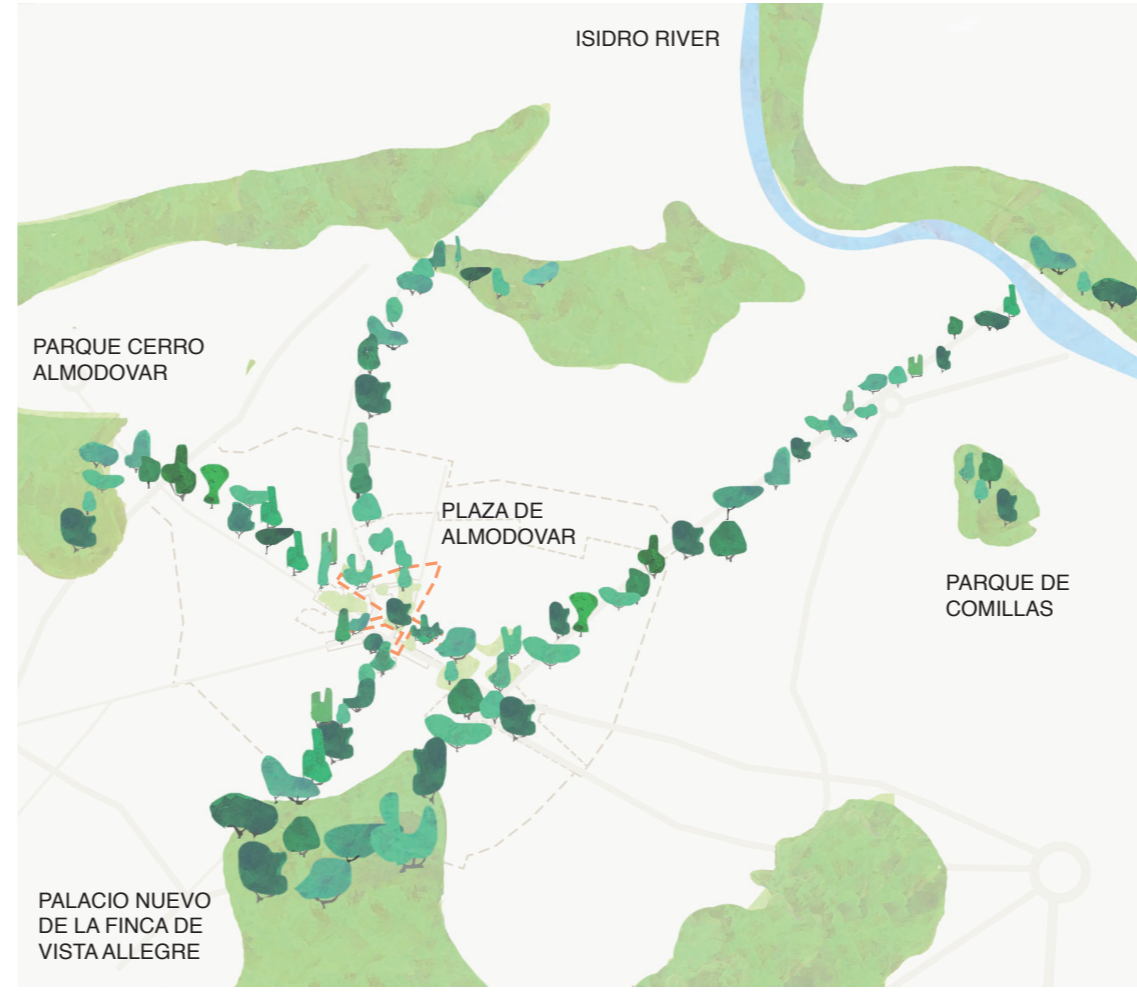 ISIDRO RIVER
PARQUE CERRO
ALMODOVAR
PLAZA DE
ALMODOVAR
PARQUE DE
COMILLAS
PALACIO NUEVO
DE LA FINCA DE
VISTA ALLEGRE